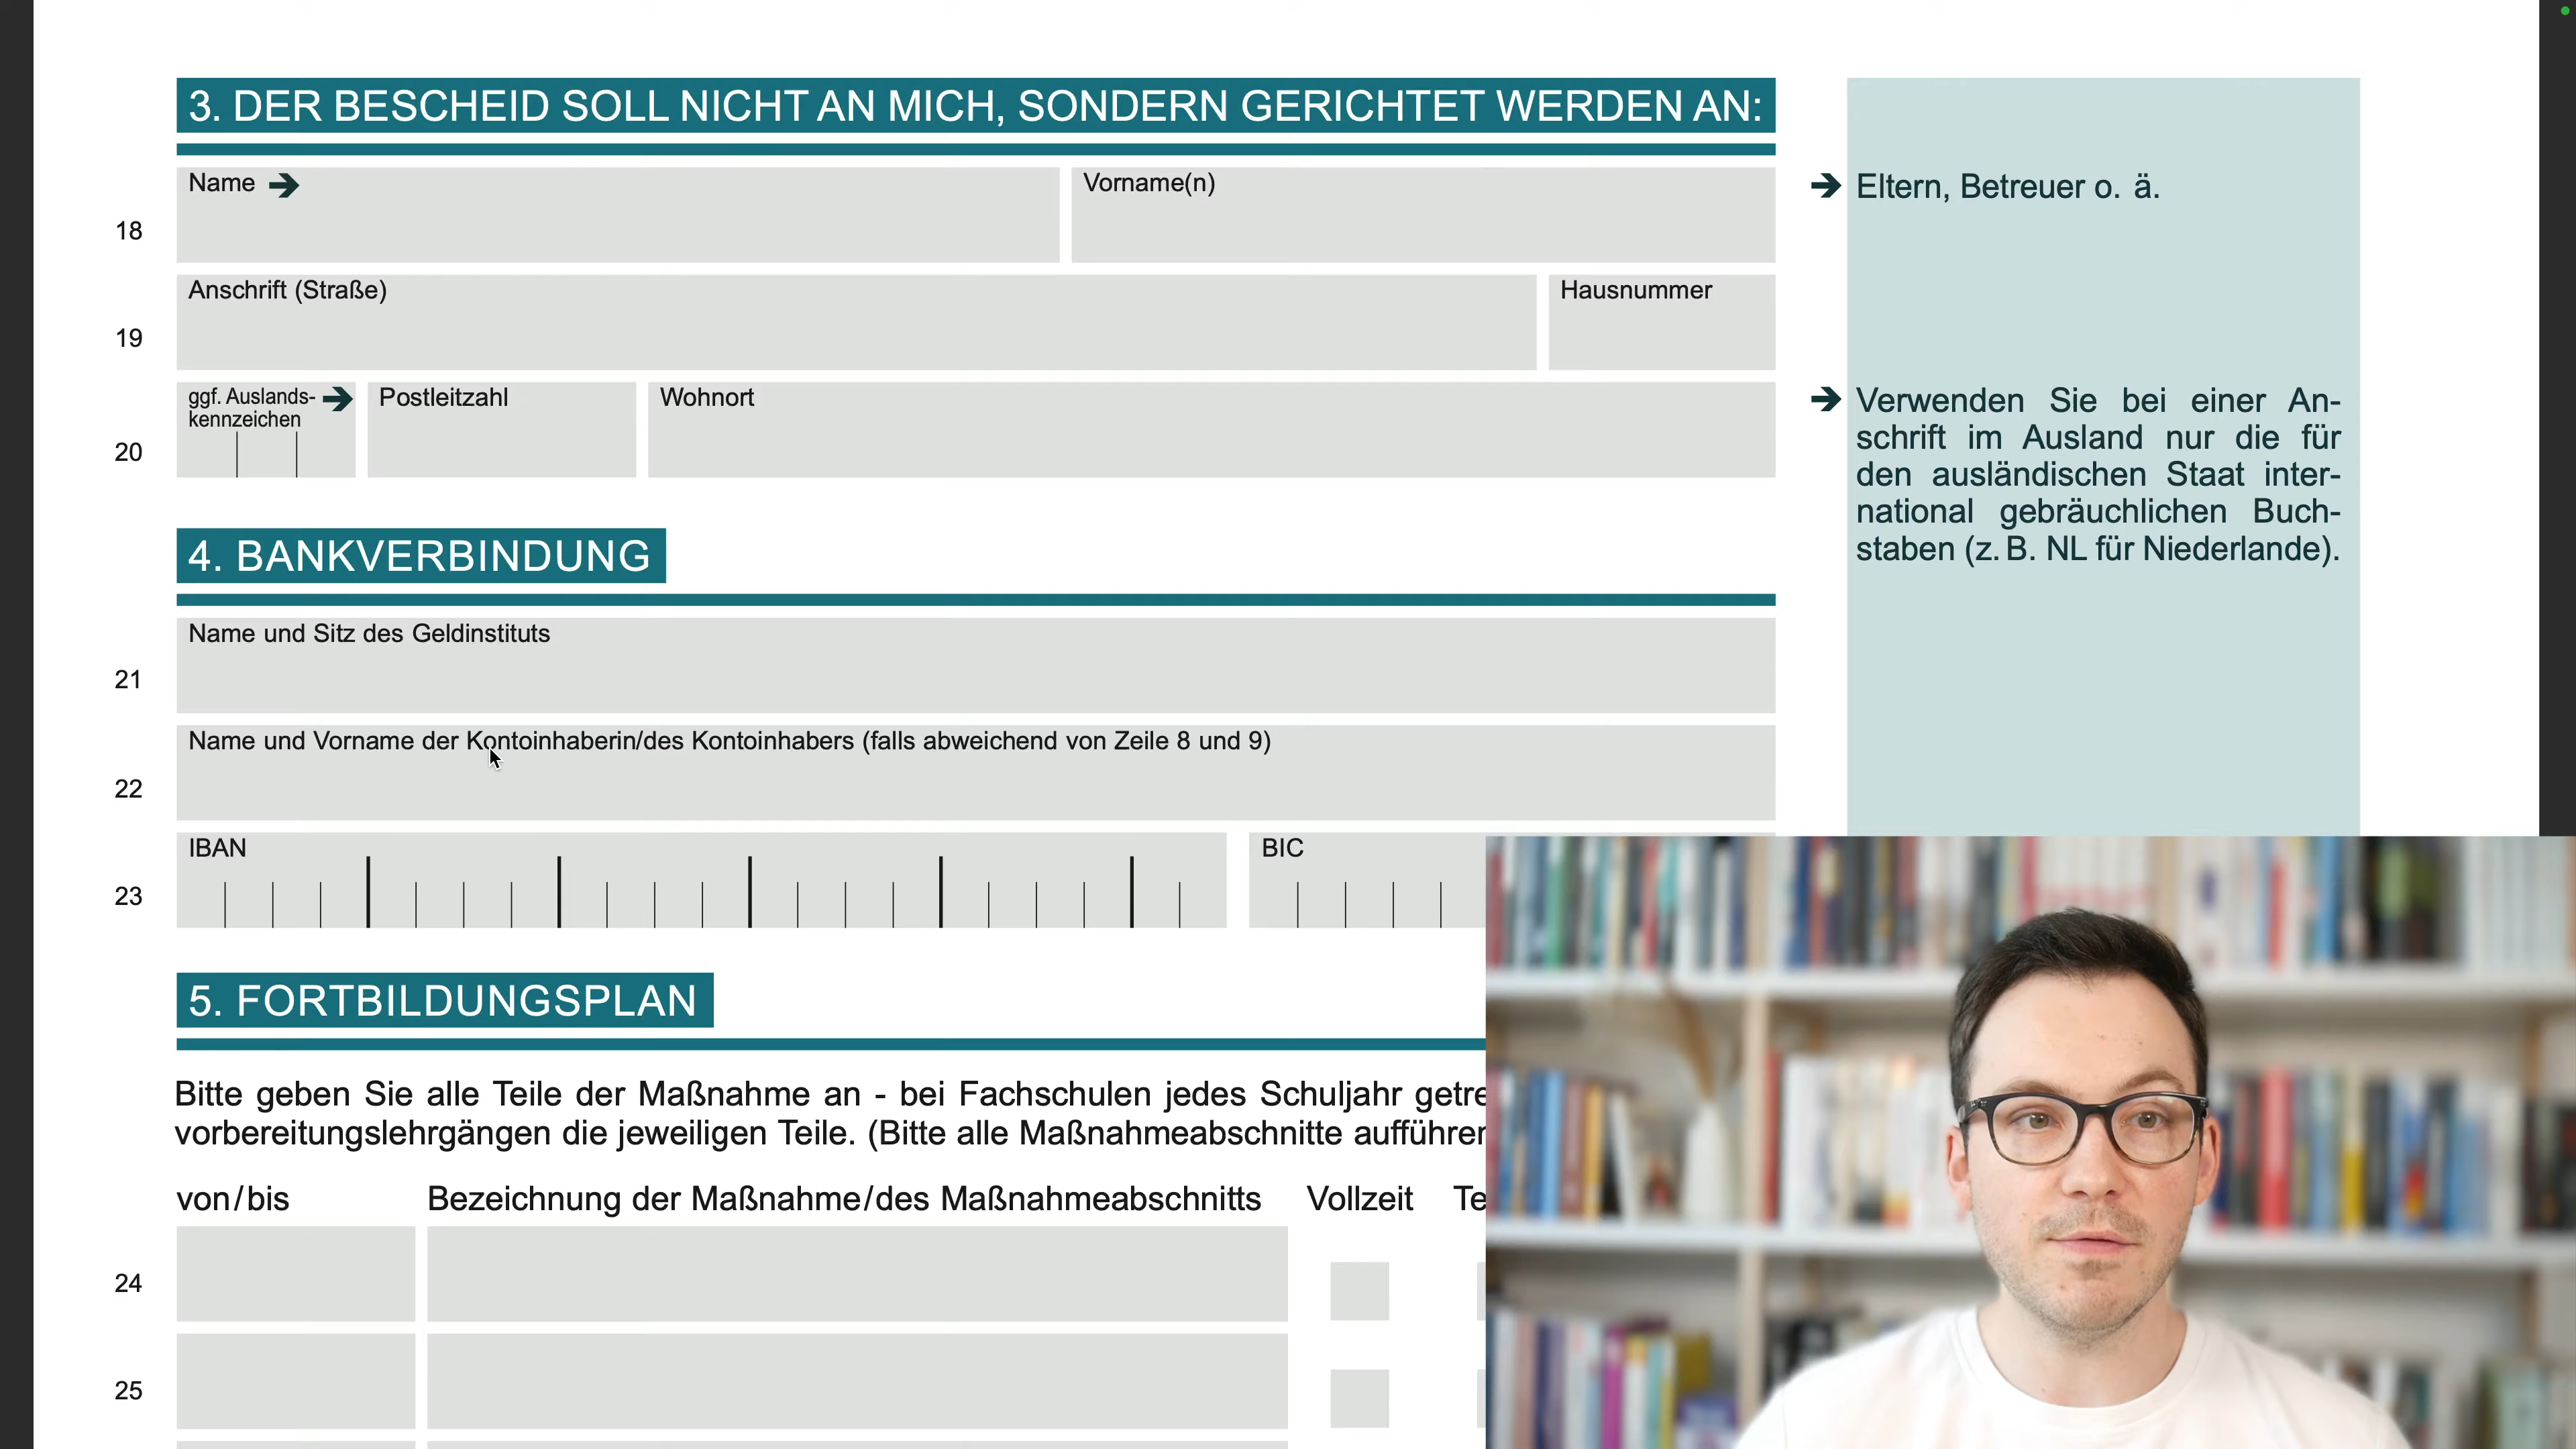 3. DER BESCHEID SOLL NICHT AN MICH, SONDERN GERICHTET WERDEN AN:
Name
Vorname(n)
Eltern, Betreuer o. ä.
18
Anschrift (Straße)
Hausnummer
19
ggf. Auslands-
kennzeichen
Postleitzahl
Wohnort
20
Verwenden Sie bei einer An-
schrift im Ausland nur die für
den ausländischen Staat inter-
national gebräuchlichen Buch-
staben (z. B. NL für Niederlande).
4. BANKVERBINDUNG
Name und Sitz des Geldinstituts
21
Name und Vorname der Kontoinhaberin/des Kontoinhabers (falls abweichend von Zeile 8 und 9)
22
IBAN
BIC
23
5. FORTBILDUNGSPLAN
Bitte geben Sie alle Teile der Maßnahme an - bei Fachschulen jedes Schuljahr
vorbereitungslehrgängen die jeweiligen Teile. (Bitte alle Maßnahmeabschnitte
von/bis
Bezeichnung der Maßnahme/des Maßnahmeabschnitts
Vollzeit
24
25